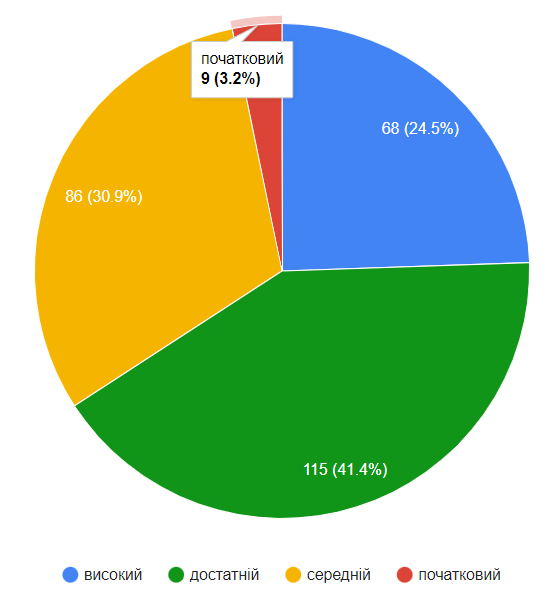 початковий
9 (3.2%)
68 (24.5%)
86 (30.9%)
115 (41.4%)
високий
достатній
середній
початковий